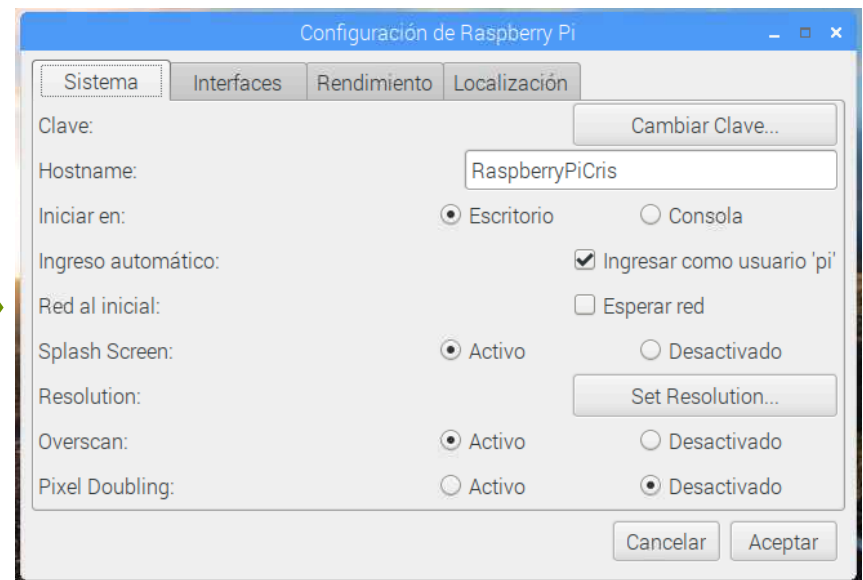 Configuración de Raspberry Pi
Sistema Interfaces Rendimiento Localización
Clave: Cambiar Clave...
Hostname: RaspberryPiCris
Iniciar en: Escritorio Consola
Ingreso automático: Ingresar como usuario 'pi'
Red al inicial: Esperar red
Splash Screen: Activo Desactivado
Resolution: Set Resolution...
Overscan: Activo Desactivado
Pixel Doubling: Activo Desactivado
Cancelar Aceptar